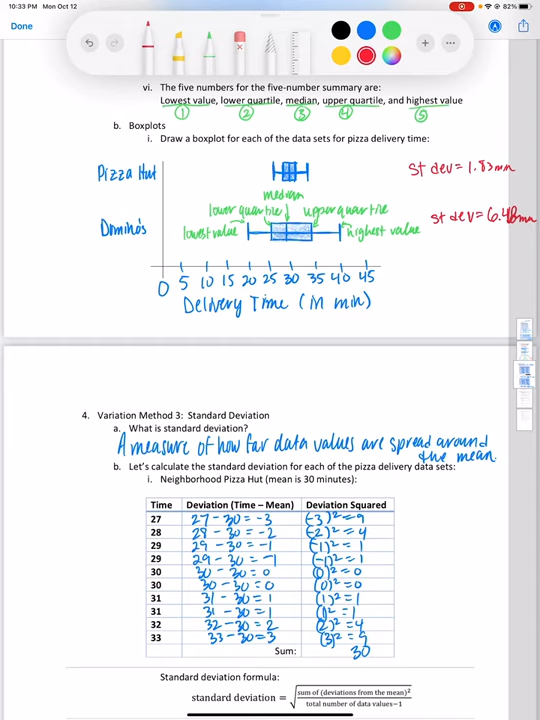 10:33 PM Mon Oct 12
82%
Done
vi. The five numbers for the five-number summary are:
Lowest value, lower quartile, median, upper quartile, and highest value
1 2 3 4 5
b. Boxplots
i. Draw a boxplot for each of the data sets for pizza delivery time:
Pizza Hut
st dev = 1.83 min
median
lower quartile upper quartile
st dev = 6.48 min
Domino's
lowest value highest value
0 5 10 15 20 25 30 35 40 45
Delivery Time (in min)
4. Variation Method 3: Standard Deviation
a. What is standard deviation?
A measure of how far data values are spread around
the mean.
b. Let's calculate the standard deviation for each of the pizza delivery data sets:
i. Neighborhood Pizza Hut (mean is 30 minutes):
Time Deviation (Time – Mean) Deviation Squared
27 27 - 30 = -3 (-3)² = 9
28 28 - 30 = -2 (-2)² = 4
29 29 - 30 = -1 (-1)² = 1
29 29 - 30 = -1 (-1)² = 1
30 30 - 30 = 0 (0)² = 0
30 30 - 30 = 0 (0)² = 0
31 31 - 30 = 1 (1)² = 1
31 31 - 30 = 1 (1)² = 1
32 32 - 30 = 2 (2)² = 4
33 33 - 30 = 3 (3)² = 9
Sum: 30
Standard deviation formula:
standard deviation = √(sum of (deviations from the mean)² / total number of data values−1)